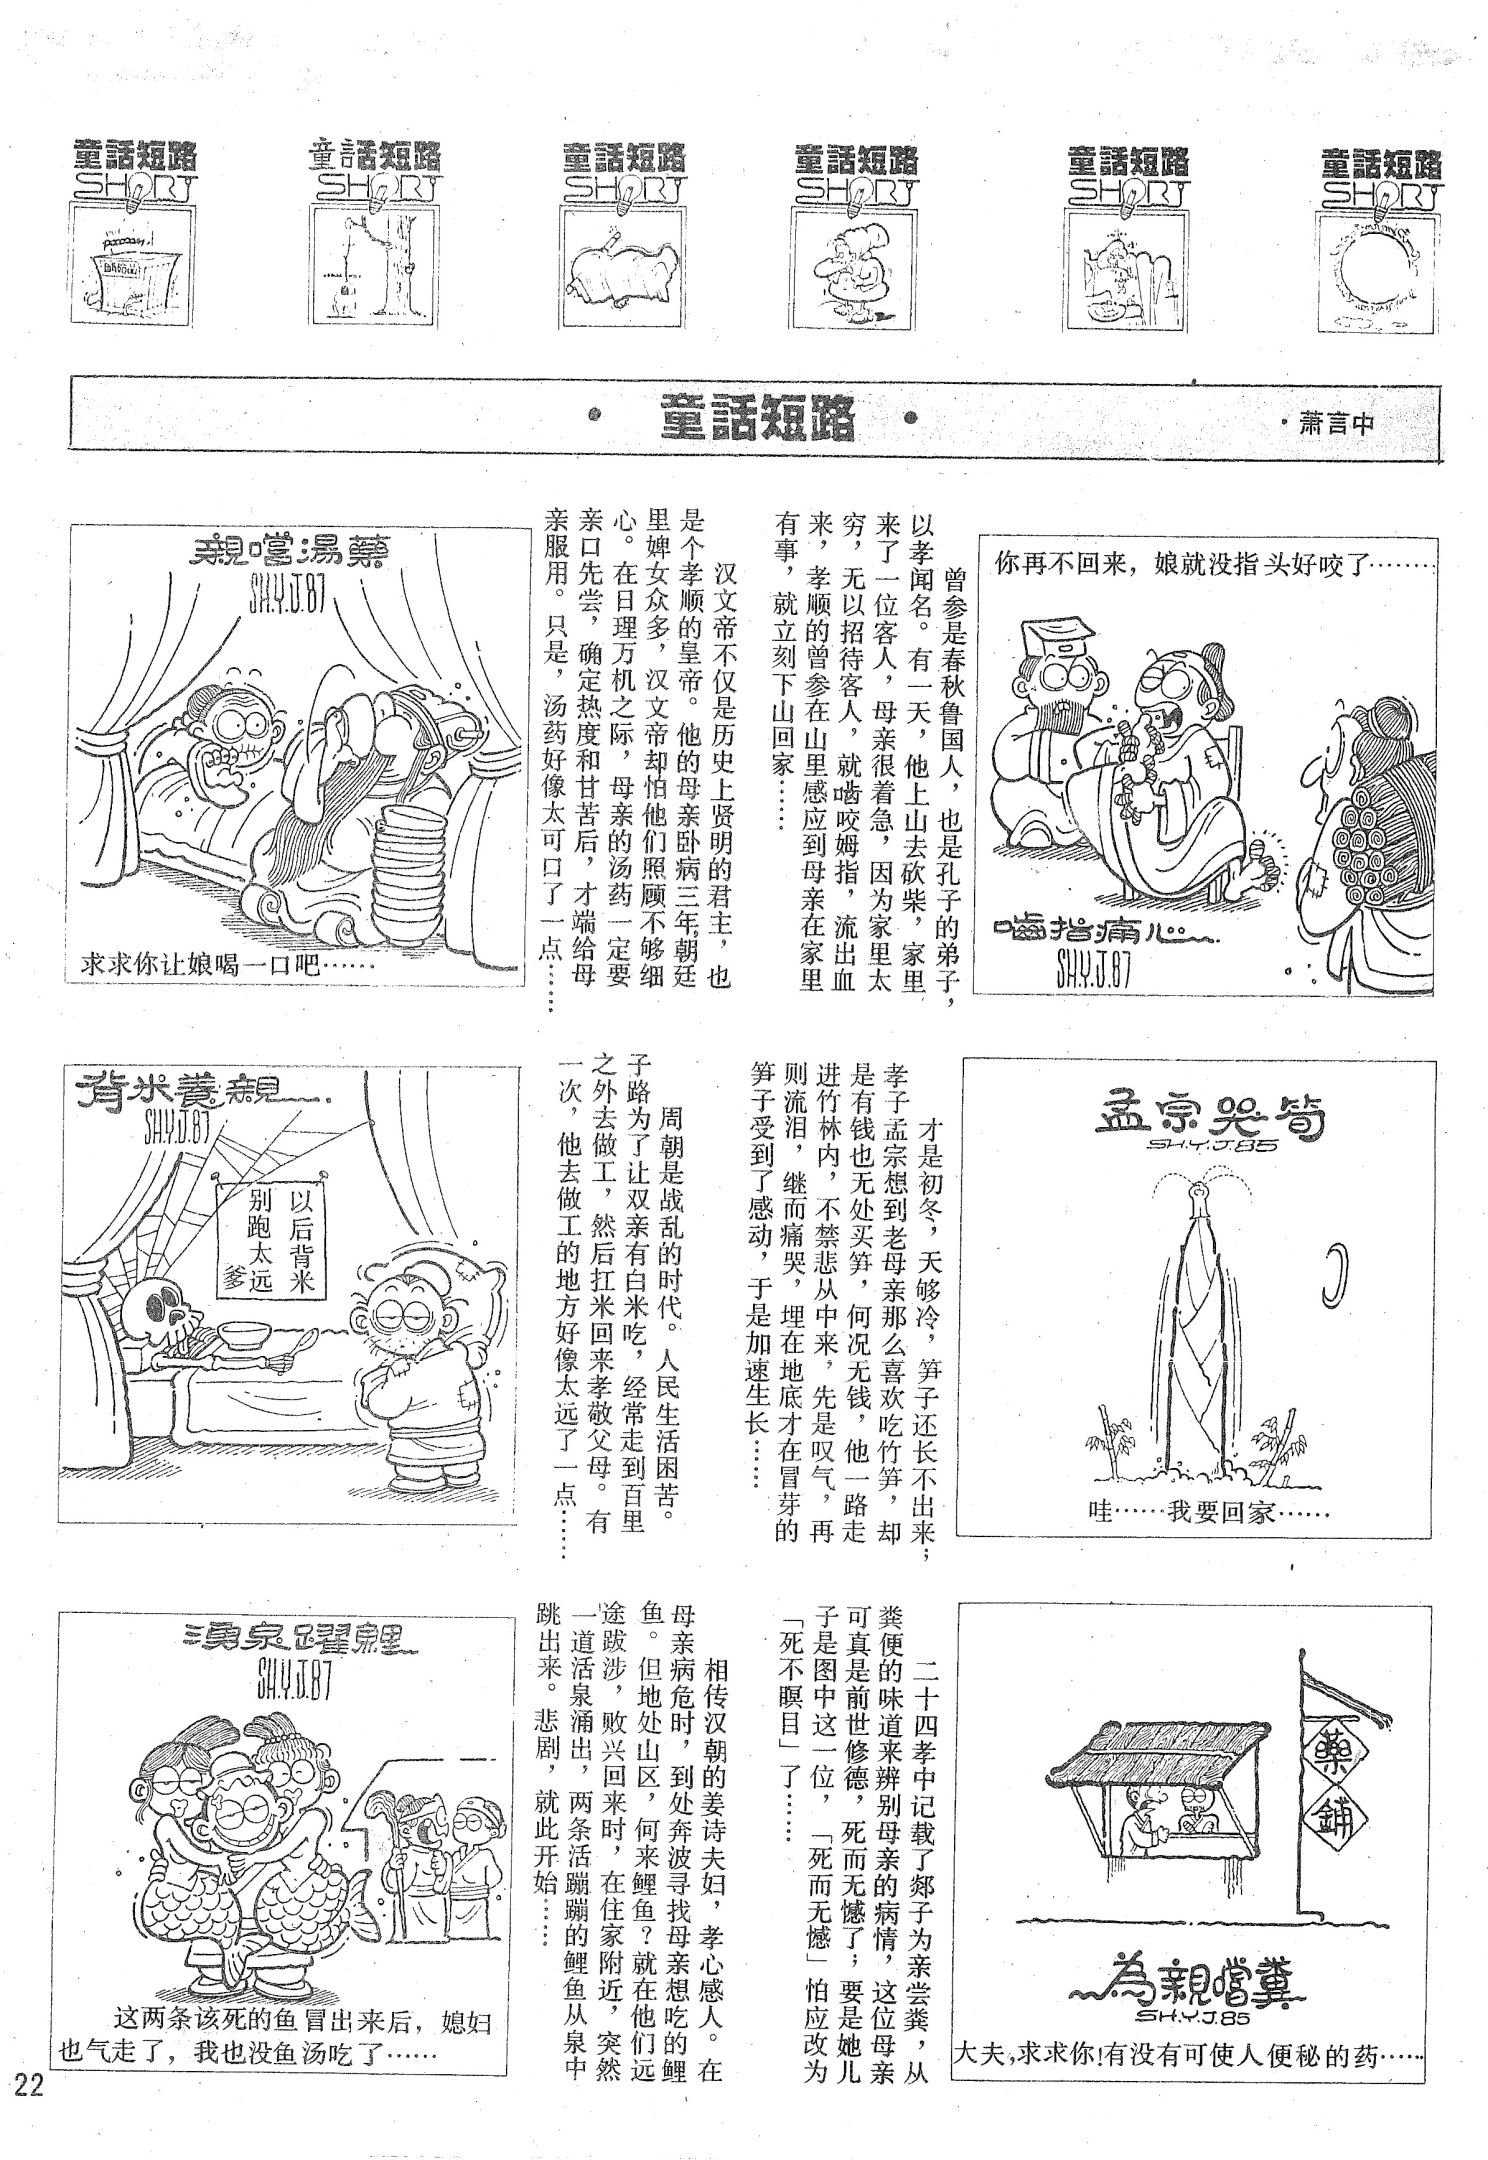 童話短路
SHORT
童話短路
SHORT
童話短路
SHORT
童話短路
SHORT
童話短路
SHORT
童話短路
SHORT
·童話短路·
·萧言中
你再不回来，娘就没指头好咬了……
嚙指痛心
SH.Y.J.87
曾参是春秋鲁国人，也是孔子的弟子，
以孝闻名。有一天，他上山去砍柴，家里
来了一位客人，母亲很着急，因为家里太
穷，无以招待客人，就啮咬姆指，流出血
来，孝顺的曾参在山里感应到母亲在家里
有事，就立刻下山回家……
親嚐湯藥
SH.Y.J.87
求求你让娘喝一口吧……
汉文帝不仅是历史上贤明的君主，也
是个孝顺的皇帝。他的母亲卧病三年，朝廷
里婢女众多，汉文帝却怕他们照顾不够细
心。在日理万机之际，母亲的汤药一定要
亲口先尝，确定热度和甘苦后，才端给母
亲服用。只是，汤药好像太可口了一点……
孟宗哭筍
SH.Y.J.85
哇……我要回家……
才是初冬，天够冷，笋子还长不出来；
孝子孟宗想到老母亲那么喜欢吃竹笋，却
是有钱也无处买笋，何况无钱，他一路走
进竹林内，不禁悲从中来，先是叹气，再
则流泪，继而痛哭，埋在地底才在冒芽的
笋子受到了感动，于是加速生长……
背米養親
SH.Y.J.87
以后背米
别跑太远
爹
周朝是战乱的时代。人民生活困苦。
子路为了让双亲有白米吃，经常走到百里
之外去做工，然后扛米回来孝敬父母。有
一次，他去做工的地方好像太远了一点……
藥
鋪
為親嚐糞
SH.Y.J.85
大夫，求求你！有没有可使人便秘的药……
二十四孝中记载了郯子为亲尝粪，从
粪便的味道来辨别母亲的病情，这位母亲
可真是前世修德，死而无憾了；要是她儿
子是图中这一位，「死而无憾」怕应改为
「死不瞑目」了……
湧泉躍鯉
SH.Y.J.87
这两条该死的鱼冒出来后，媳妇
也气走了，我也没鱼汤吃了……
相传汉朝的姜诗夫妇，孝心感人。在
母亲病危时，到处奔波寻找母亲想吃的鲤
鱼。但地处山区，何来鲤鱼？就在他们远
途跋涉，败兴回来时，在住家附近，突然
一道活泉涌出，两条活蹦蹦的鲤鱼从泉中
跳出来。悲剧，就此开始……
22